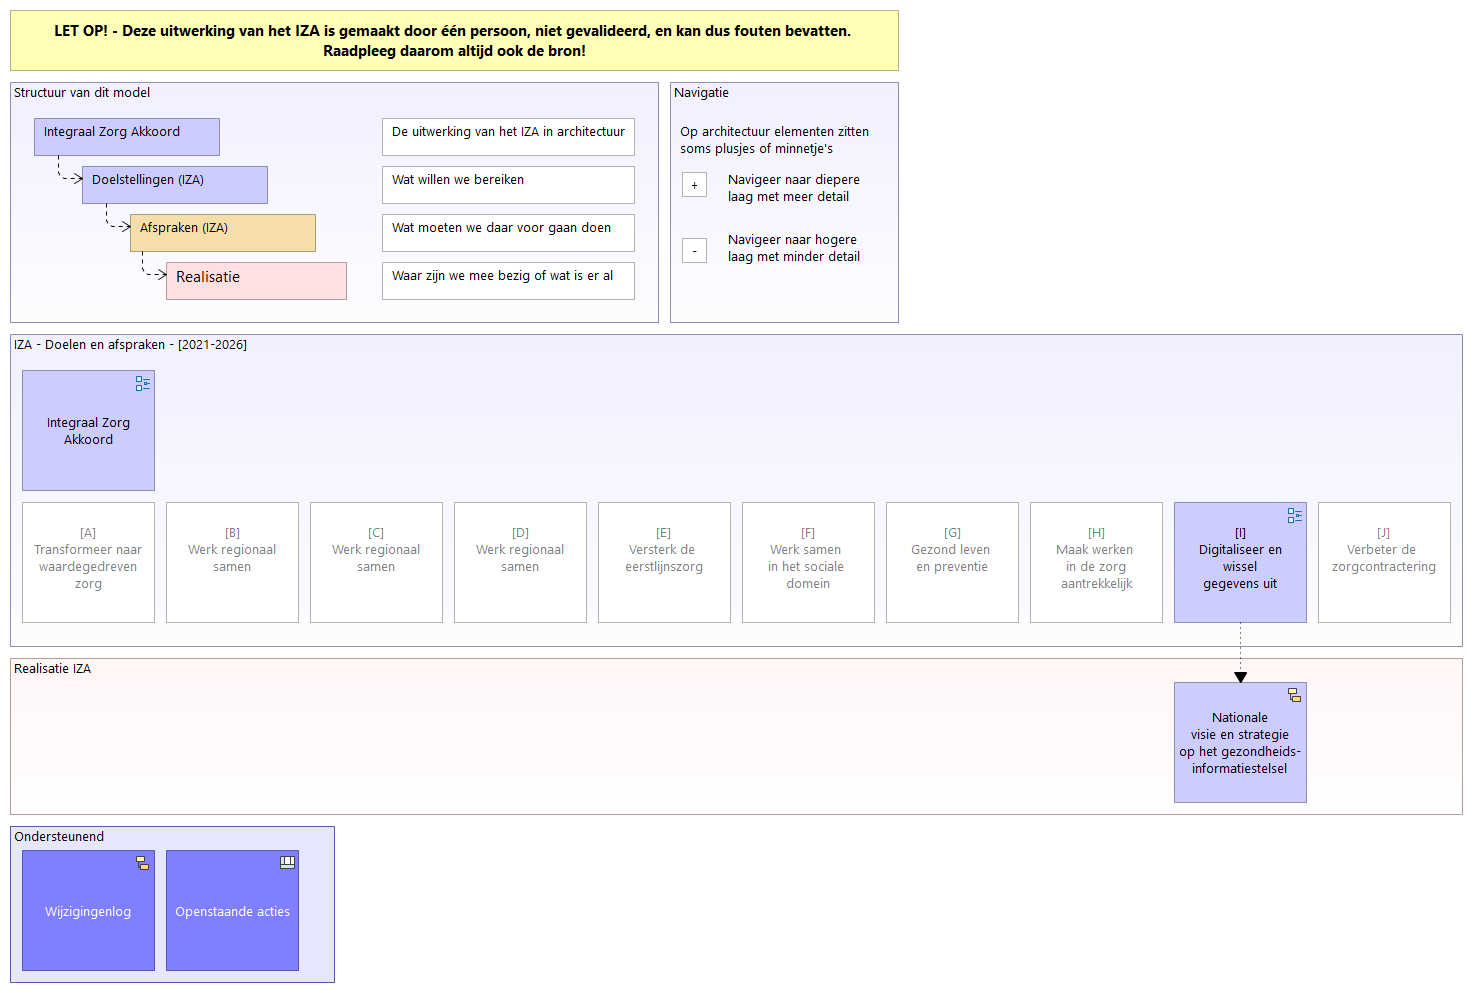 LET OP! - Deze uitwerking van het IZA is gemaakt door één persoon, niet gevalideerd, en kan dus fouten bevatten.
Raadpleeg daarom altijd ook de bron!
Structuur van dit model
Integraal Zorg Akkoord
De uitwerking van het IZA in architectuur
Doelstellingen (IZA)
Wat willen we bereiken
Afspraken (IZA)
Wat moeten we daar voor gaan doen
Realisatie
Waar zijn we mee bezig of wat is er al
Navigatie
Op architectuur elementen zitten
soms plusjes of minnetje's
+
Navigeer naar diepere
laag met meer detail
-
Navigeer naar hogere
laag met minder detail
IZA - Doelen en afspraken - [2021-2026]
Integraal Zorg
Akkoord
[A]
Transformeer naar
waardegedreven
zorg
[B]
Werk regionaal
samen
[C]
Werk regionaal
samen
[D]
Werk regionaal
samen
[E]
Versterk de
eerstlijnszorg
[F]
Werk samen
in het sociale
domein
[G]
Gezond leven
en preventie
[H]
Maak werken
in de zorg
aantrekkelijk
[I]
Digitaliseer en
wissel
gegevens uit
[J]
Verbeter de
zorgcontractering
Realisatie IZA
Nationale
visie en strategie
op het gezondheids-
informatiestelsel
Ondersteunend
Wijzigingenlog
Openstaande acties